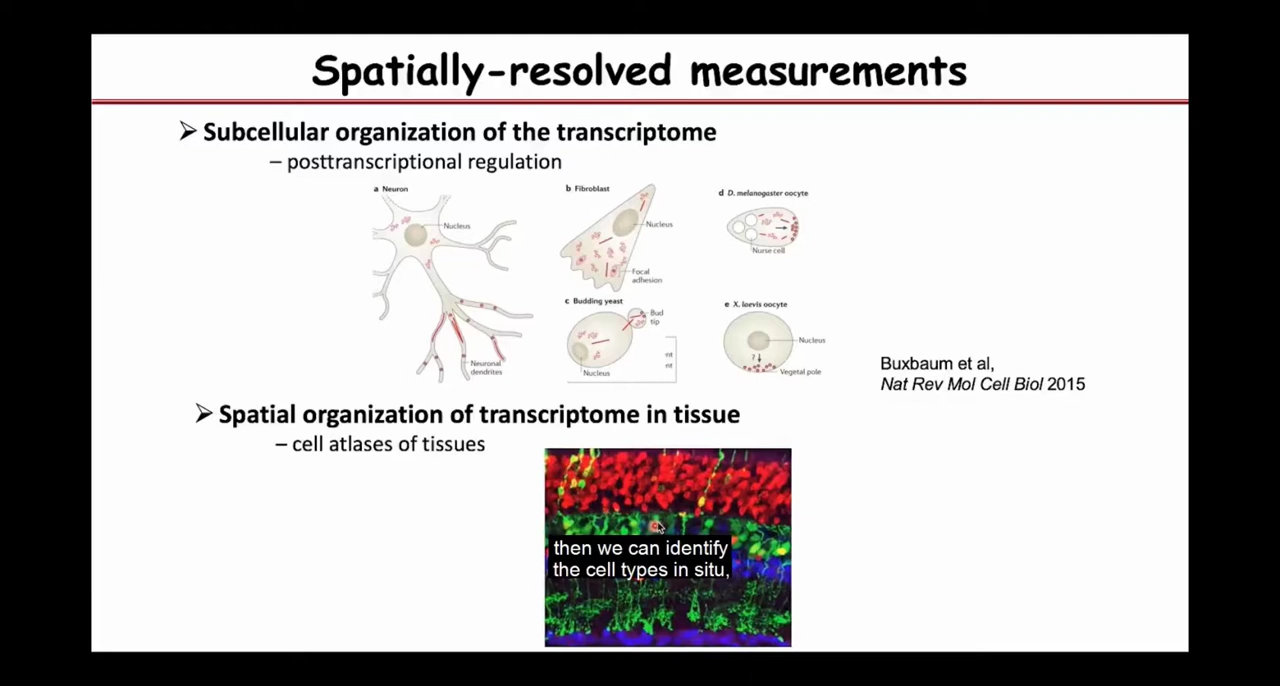 Spatially-resolved measurements
➢ Subcellular organization of the transcriptome
– posttranscriptional regulation
a Neuron
Nucleus
Neuronal
dendrites
b Fibroblast
Nucleus
Focal
adhesion
c Budding yeast
Bud
tip
nt
nt
Nucleus
d D. melanogaster oocyte
Nurse cell
e X. laevis oocyte
Nucleus
?
Vegetal pole
Buxbaum et al,
Nat Rev Mol Cell Biol 2015
➢ Spatial organization of transcriptome in tissue
– cell atlases of tissues
then we can identify
the cell types in situ,